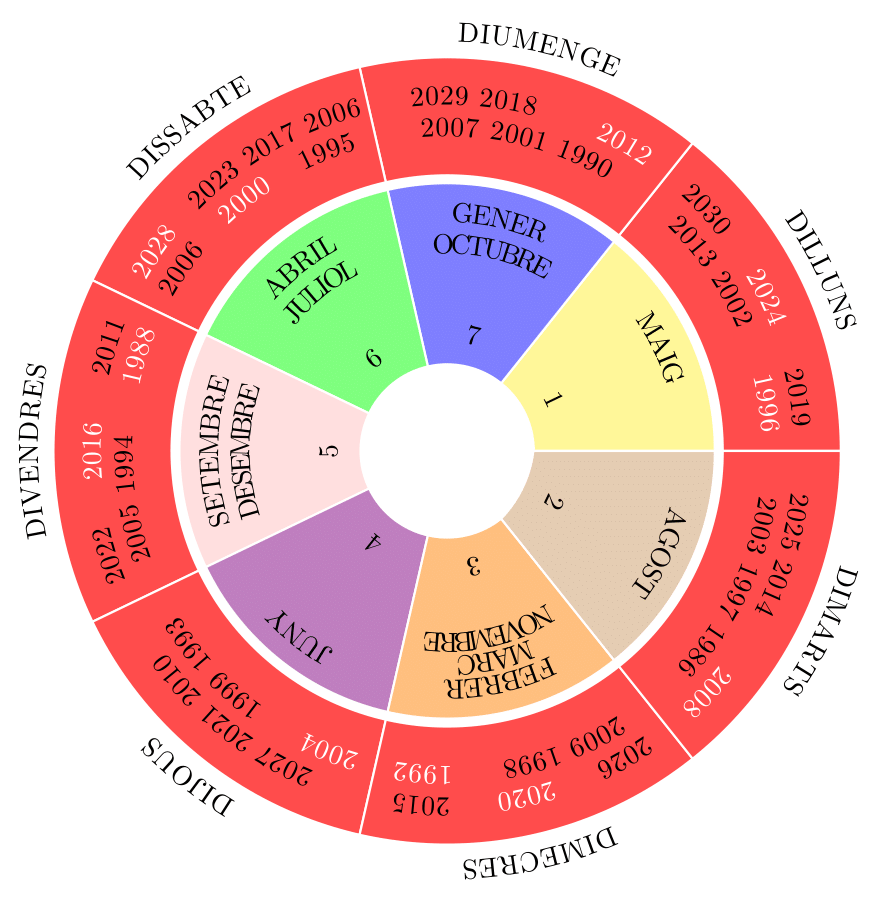 DIUMENGE
2029 2018
2012
2007 2001 1990
GENER
OCTUBRE
7
DILLUNS
2030
2024
2019
2013 2002
1996
MAIG
1
DIMARTS
2025 2014
2008
2003 1997 1986
AGOST
2
DIMECRES
2026
2020
2015
2009 1998
1992
FEBRER
MARC
NOVEMBRE
3
DIJOUS
2004
2027 2021 2010
1999 1993
JUNY
4
DIVENDRES
2022
2016
2011
2005 1994
1988
SETEMBRE
DESEMBRE
5
DISSABTE
2028
2023 2017 2006
2006
2000
1995
ABRIL
JULIOL
6